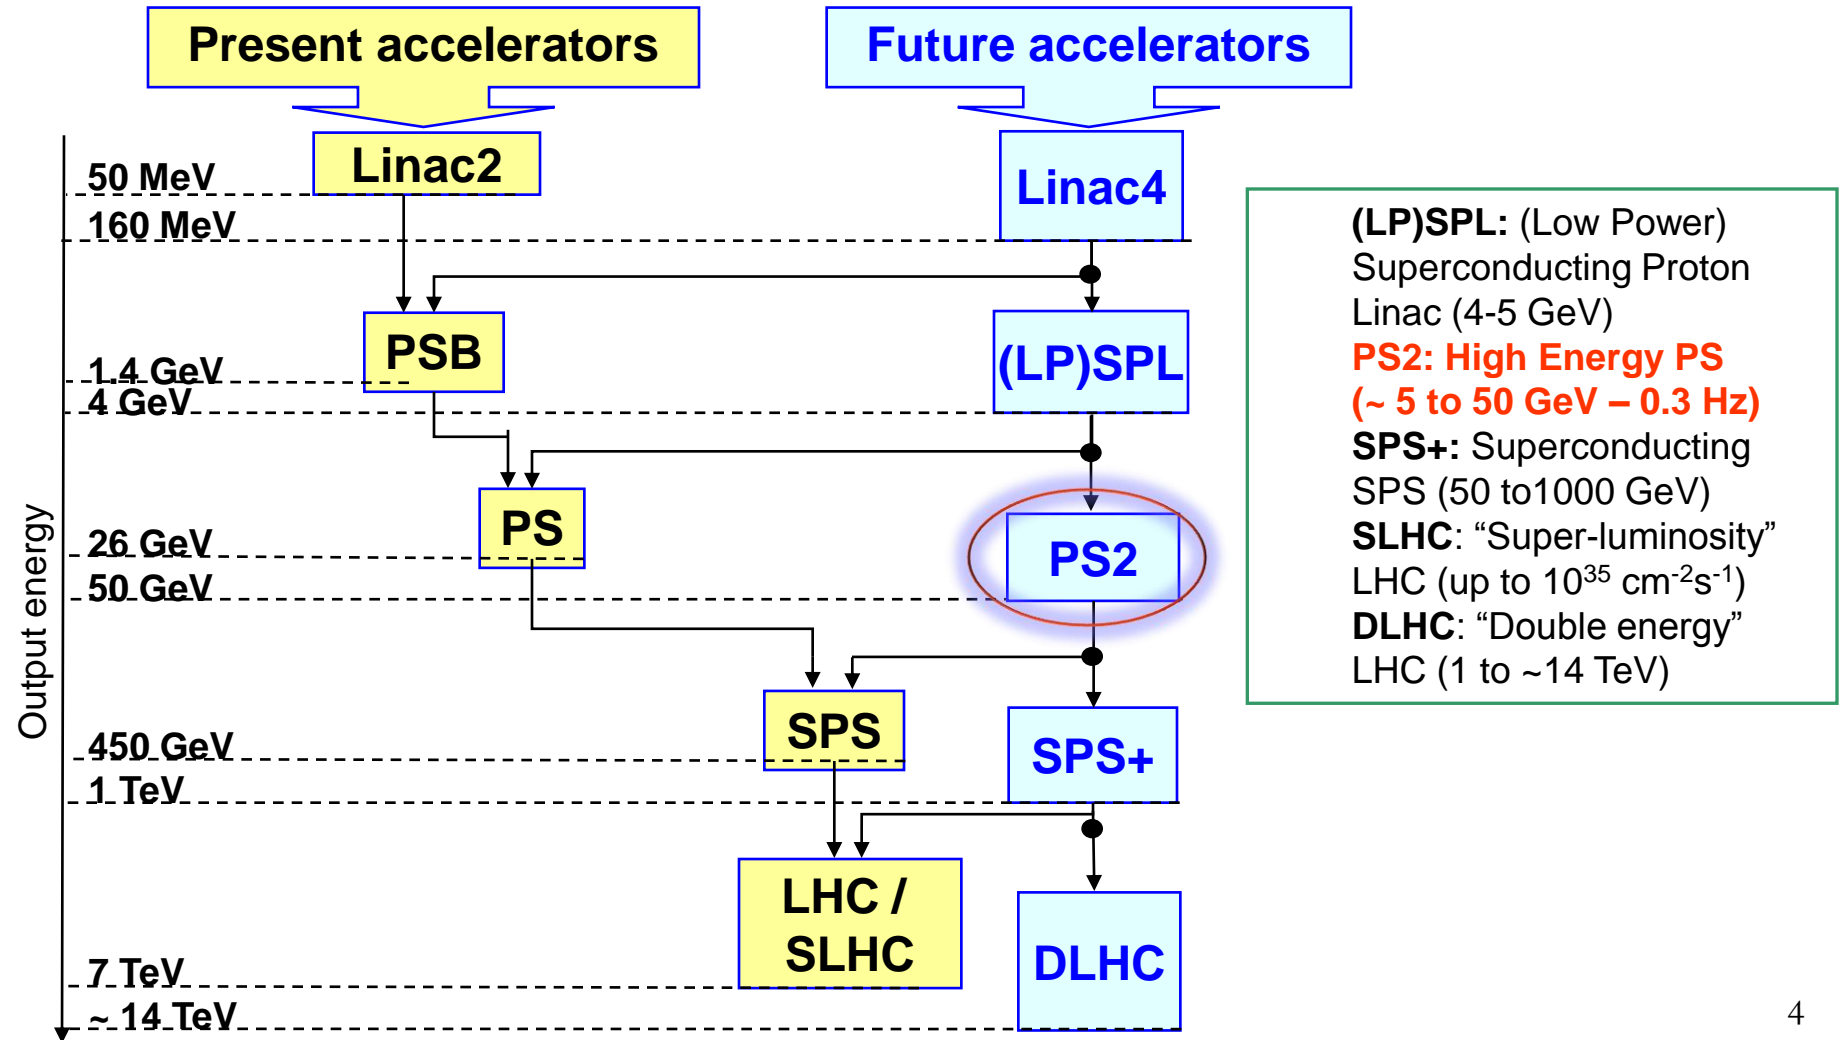 Present accelerators
Future accelerators
Linac2
50 MeV
Linac4
160 MeV
PSB
(LP)SPL
1.4 GeV
4 GeV
PS
26 GeV
PS2
50 GeV
Output energy
SPS
450 GeV
SPS+
1 TeV
LHC /
SLHC
DLHC
7 TeV
~ 14 TeV
(LP)SPL: (Low Power)
Superconducting Proton
Linac (4-5 GeV)
PS2: High Energy PS
(~ 5 to 50 GeV – 0.3 Hz)
SPS+: Superconducting
SPS (50 to1000 GeV)
SLHC: “Super-luminosity”
LHC (up to 10³⁵ cm⁻²s⁻¹)
DLHC: “Double energy”
LHC (1 to ~14 TeV)
4